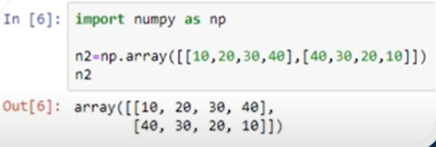 In [6]: import numpy as np
n2=np.array([[10,20,30,40],[40,30,20,10]])
n2
Out[6]: array([[10, 20, 30, 40],
[40, 30, 20, 10]])